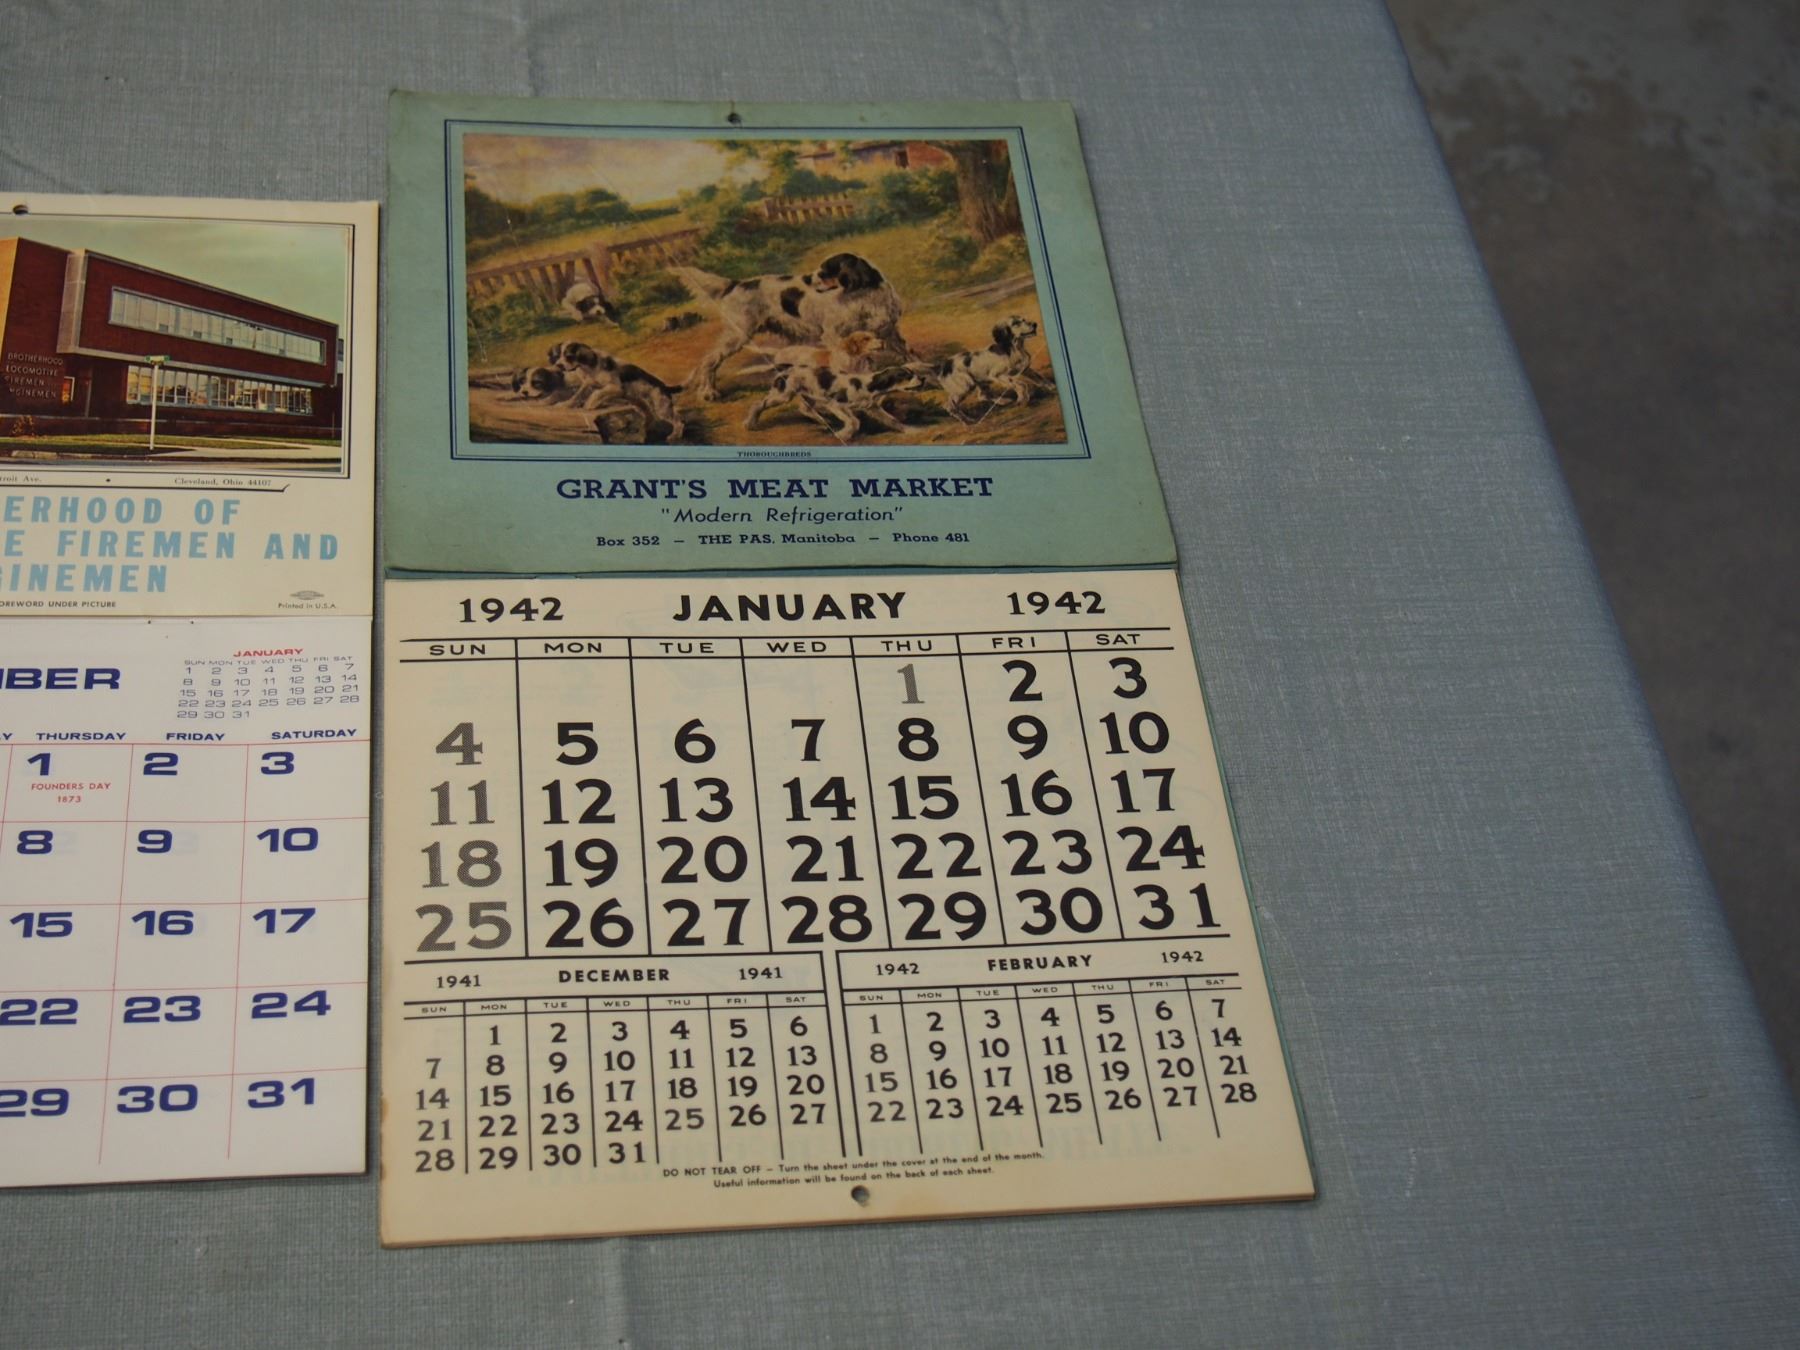 BROTHERHOOD
LOCOMOTIVE
FIREMEN
Ave. • Cleveland, Ohio 44107
ERHOOD OF
E FIREMEN AND
GINEMEN
FOREWORD UNDER PICTURE
Printed in U.S.A.
BER
JANUARY
SUN MON TUE WED THU FRI SAT
1 2 3 4 5 6 7
8 9 10 11 12 13 14
15 16 17 18 19 20 21
22 23 24 25 26 27 28
29 30 31
Y THURSDAY FRIDAY SATURDAY
1 2 3
FOUNDERS DAY
1873
8 9 10
15 16 17
22 23 24
29 30 31
THOROUGHBREDS
GRANT'S MEAT MARKET
"Modern Refrigeration"
Box 352 — THE PAS, Manitoba — Phone 481
1942 JANUARY 1942
SUN MON TUE WED THU FRI SAT
1 2 3
4 5 6 7 8 9 10
11 12 13 14 15 16 17
18 19 20 21 22 23 24
25 26 27 28 29 30 31
1941 DECEMBER 1941
SUN MON TUE WED THU FRI SAT
1 2 3 4 5 6
7 8 9 10 11 12 13
14 15 16 17 18 19 20
21 22 23 24 25 26 27
28 29 30 31
1942 FEBRUARY 1942
SUN MON TUE WED THU FRI SAT
1 2 3 4 5 6 7
8 9 10 11 12 13 14
15 16 17 18 19 20 21
22 23 24 25 26 27 28
DO NOT TEAR OFF — Turn the sheet under the cover at the end of the month.
Useful information will be found on the back of each sheet.